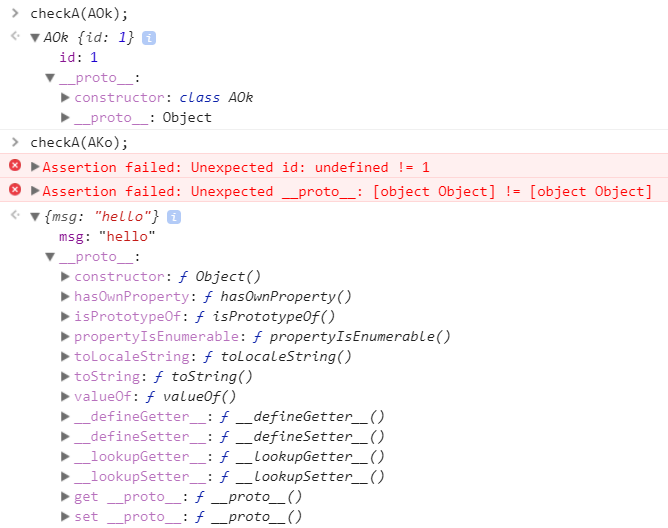 checkA(AOk);
AOk {id: 1} i
id: 1
__proto__:
constructor: class AOk
__proto__: Object
checkA(AKo);
Assertion failed: Unexpected id: undefined != 1
Assertion failed: Unexpected __proto__: [object Object] != [object Object]
{msg: "hello"} i
msg: "hello"
__proto__:
constructor: ƒ Object()
hasOwnProperty: ƒ hasOwnProperty()
isPrototypeOf: ƒ isPrototypeOf()
propertyIsEnumerable: ƒ propertyIsEnumerable()
toLocaleString: ƒ toLocaleString()
toString: ƒ toString()
valueOf: ƒ valueOf()
__defineGetter__: ƒ __defineGetter__()
__defineSetter__: ƒ __defineSetter__()
__lookupGetter__: ƒ __lookupGetter__()
__lookupSetter__: ƒ __lookupSetter__()
get __proto__: ƒ __proto__()
set __proto__: ƒ __proto__()